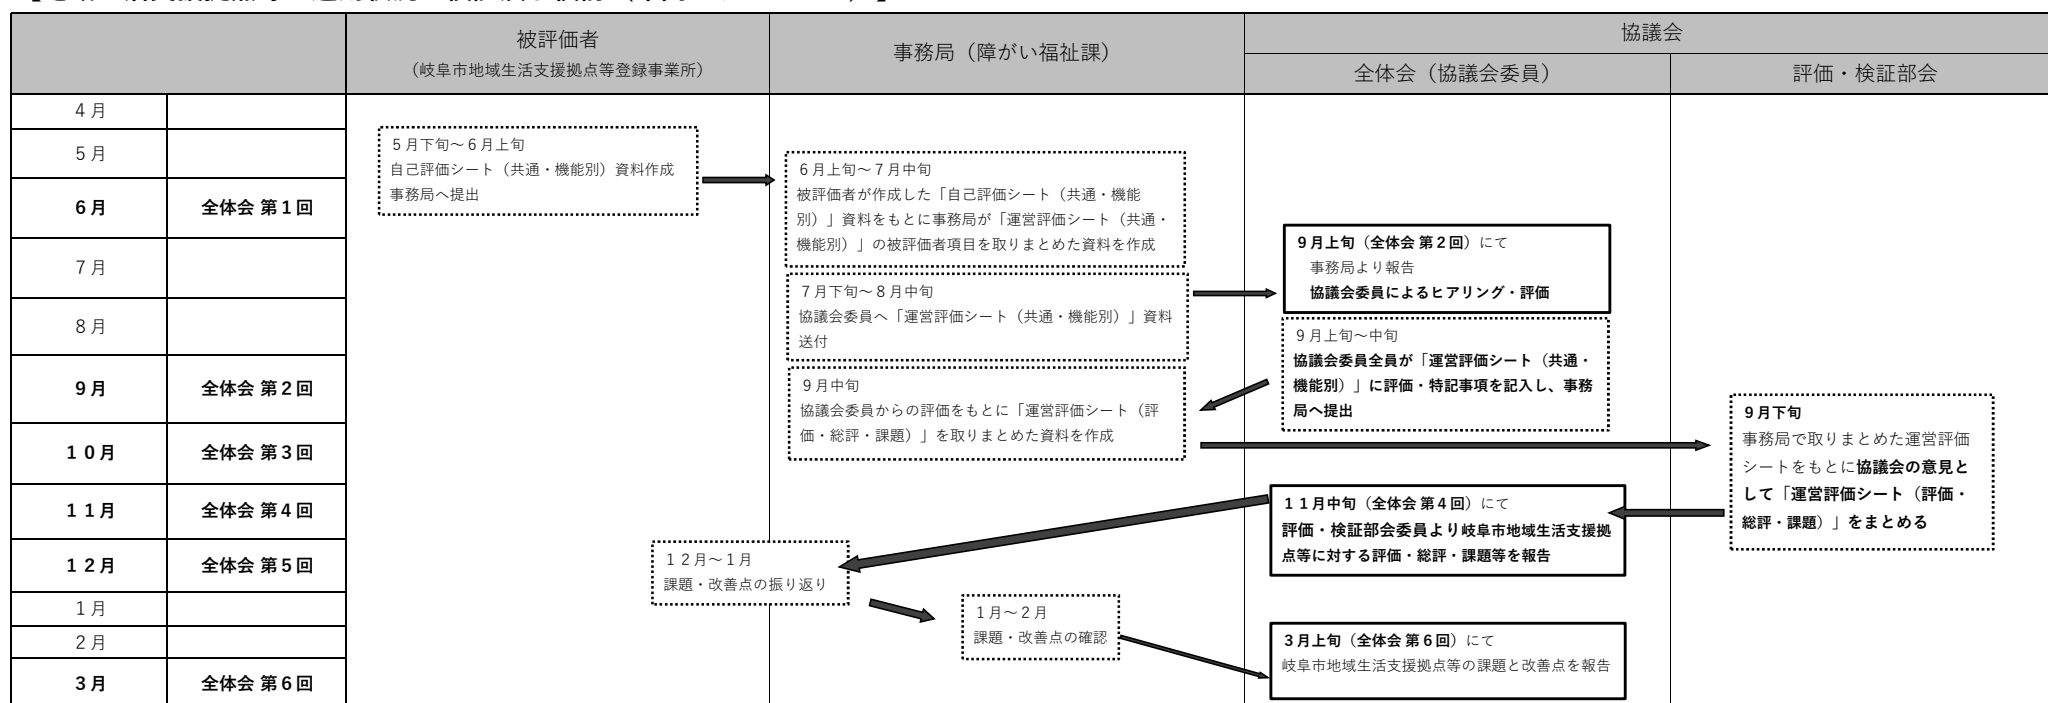 被評価者
（岐阜市地域生活支援拠点等登録事業所）
事務局（障がい福祉課）
協議会
全体会（協議会委員）
評価・検証部会
４月
５月
６月
全体会 第１回
７月
８月
９月
全体会 第２回
１０月
全体会 第３回
１１月
全体会 第４回
１２月
全体会 第５回
１月
２月
３月
全体会 第６回
５月下旬～６月上旬
自己評価シート（共通・機能別）資料作成
事務局へ提出
６月上旬～７月中旬
被評価者が作成した「自己評価シート（共通・機能
別）」資料をもとに事務局が「運営評価シート（共通・
機能別）」の被評価者項目を取りまとめた資料を作成
７月下旬～８月中旬
協議会委員へ「運営評価シート（共通・機能別）」資料
送付
９月上旬（全体会 第２回）にて
事務局より報告
協議会委員によるヒアリング・評価
９月上旬～中旬
協議会委員全員が「運営評価シート（共通・
機能別）」に評価・特記事項を記入し、事務
局へ提出
９月中旬
協議会委員からの評価をもとに「運営評価シート（評
価・総評・課題）」を取りまとめた資料を作成
９月下旬
事務局で取りまとめた運営評価
シートをもとに協議会の意見と
して「運営評価シート（評価・
総評・課題）」をまとめる
１１月中旬（全体会 第４回）にて
評価・検証部会委員より岐阜市地域生活支援拠
点等に対する評価・総評・課題等を報告
１２月～１月
課題・改善点の振り返り
１月～２月
課題・改善点の確認
３月上旬（全体会 第６回）にて
岐阜市地域生活支援拠点等の課題と改善点を報告